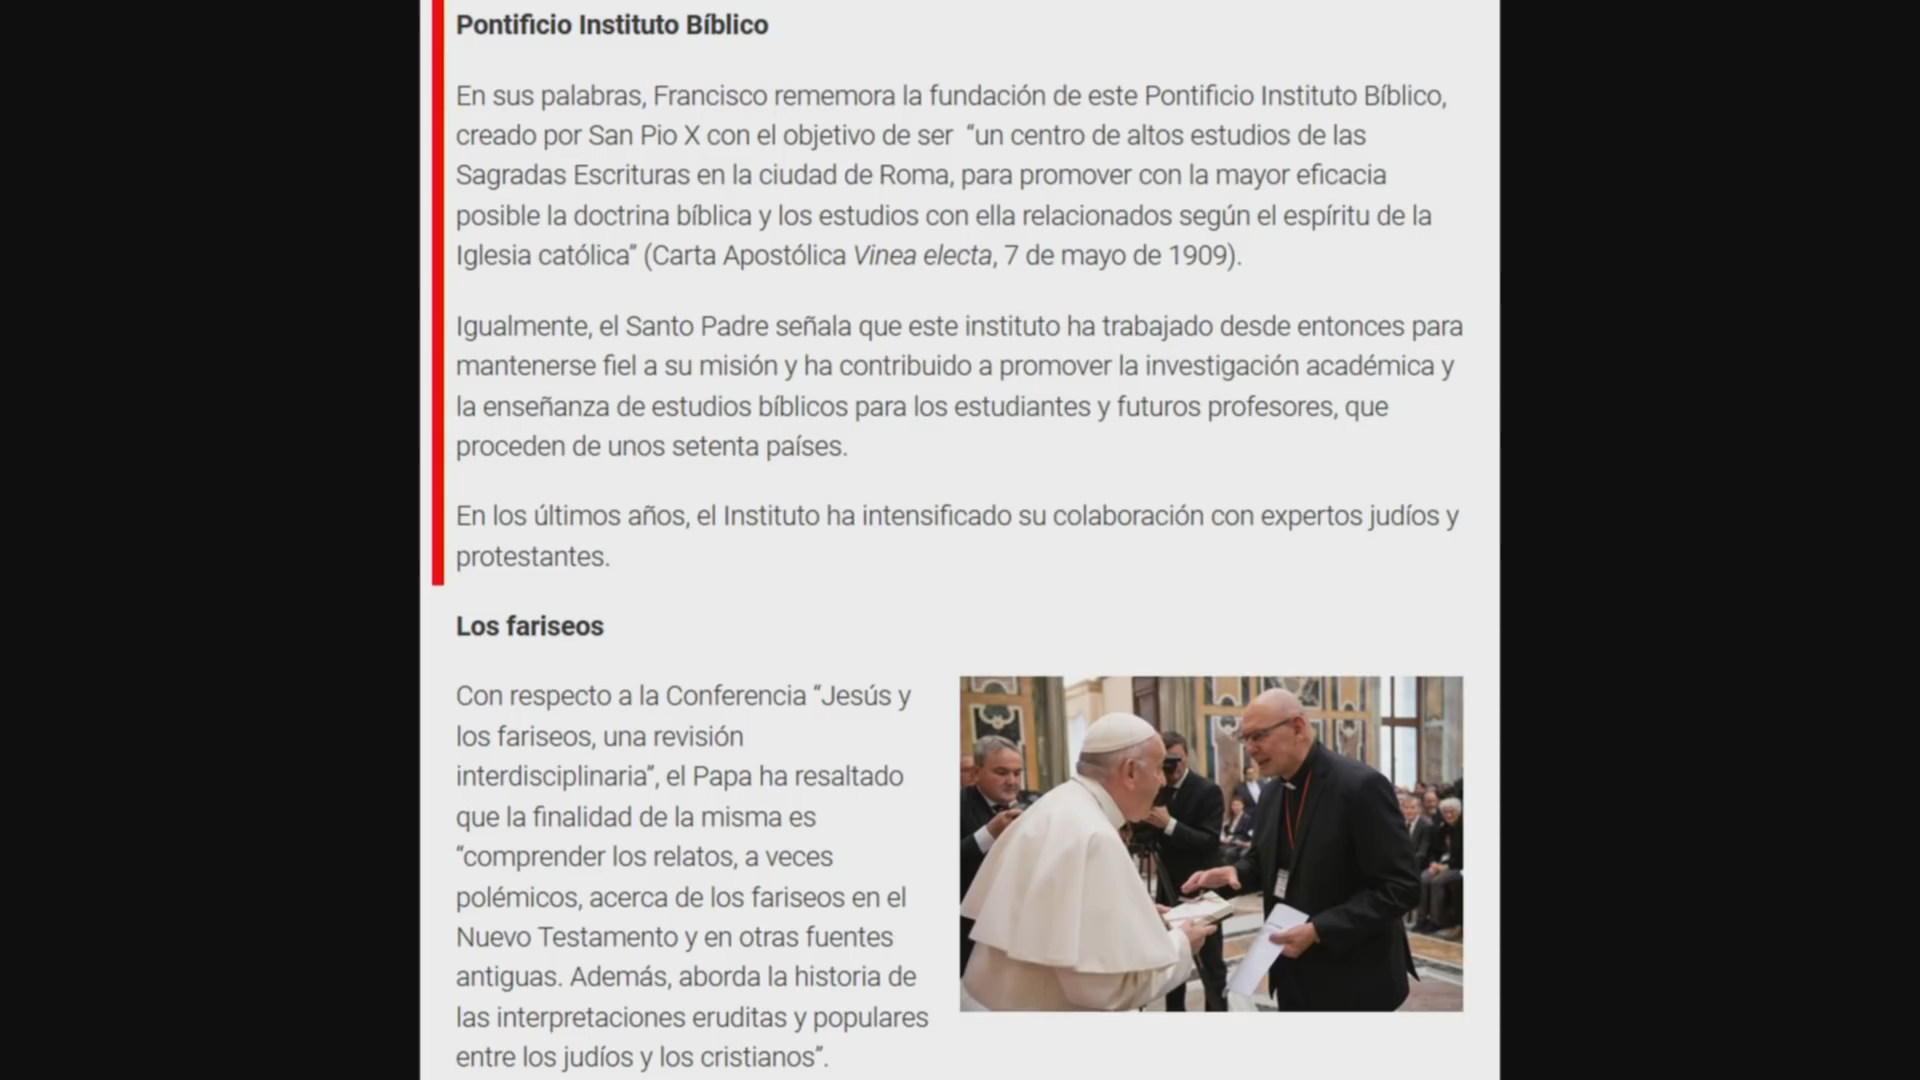 Pontificio Instituto Bíblico
En sus palabras, Francisco rememora la fundación de este Pontificio Instituto Bíblico,
creado por San Pio X con el objetivo de ser “un centro de altos estudios de las
Sagradas Escrituras en la ciudad de Roma, para promover con la mayor eficacia
posible la doctrina bíblica y los estudios con ella relacionados según el espíritu de la
Iglesia católica” (Carta Apostólica Vinea electa, 7 de mayo de 1909).
Igualmente, el Santo Padre señala que este instituto ha trabajado desde entonces para
mantenerse fiel a su misión y ha contribuido a promover la investigación académica y
la enseñanza de estudios bíblicos para los estudiantes y futuros profesores, que
proceden de unos setenta países.
En los últimos años, el Instituto ha intensificado su colaboración con expertos judíos y
protestantes.
Los fariseos
Con respecto a la Conferencia “Jesús y
los fariseos, una revisión
interdisciplinaria”, el Papa ha resaltado
que la finalidad de la misma es
“comprender los relatos, a veces
polémicos, acerca de los fariseos en el
Nuevo Testamento y en otras fuentes
antiguas. Además, aborda la historia de
las interpretaciones eruditas y populares
entre los judíos y los cristianos”.